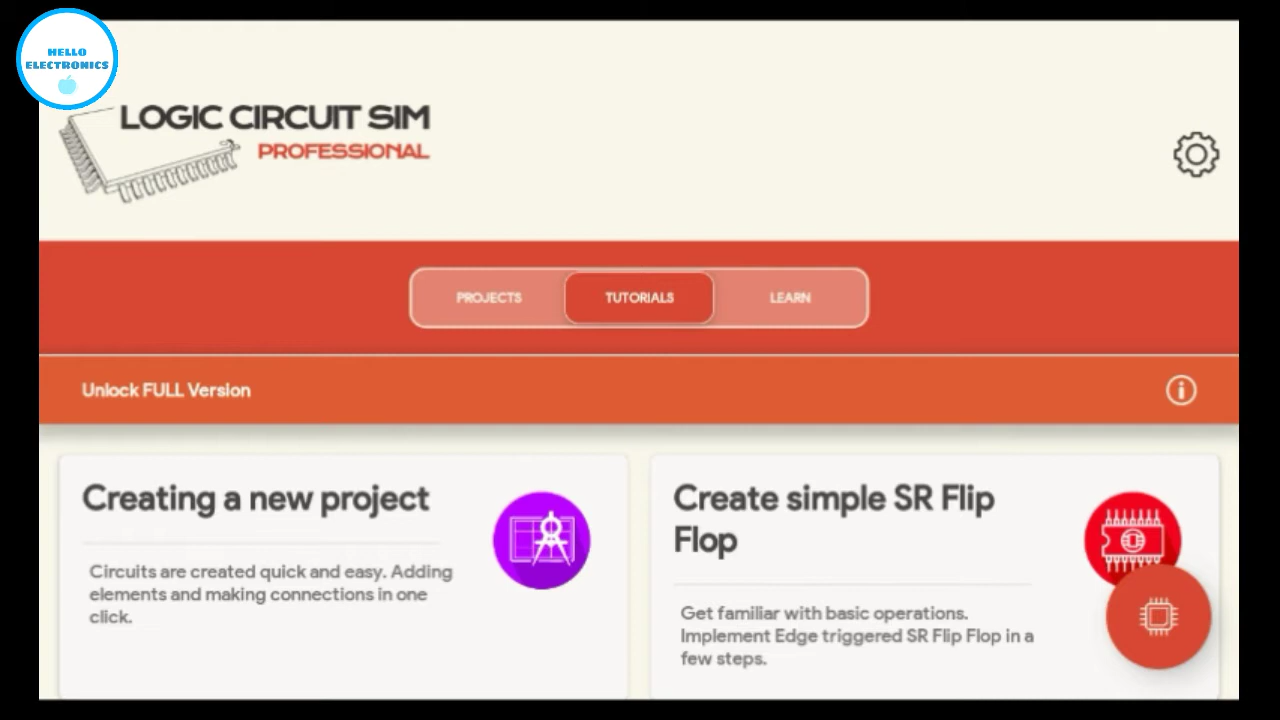 HELLO
ELECTRONICS
LOGIC CIRCUIT SIM
PROFESSIONAL
PROJECTS
TUTORIALS
LEARN
Unlock FULL Version
Creating a new project
Circuits are created quick and easy. Adding
elements and making connections in one
click.
Create simple SR Flip
Flop
Get familiar with basic operations.
Implement Edge triggered SR Flip Flop in a
few steps.